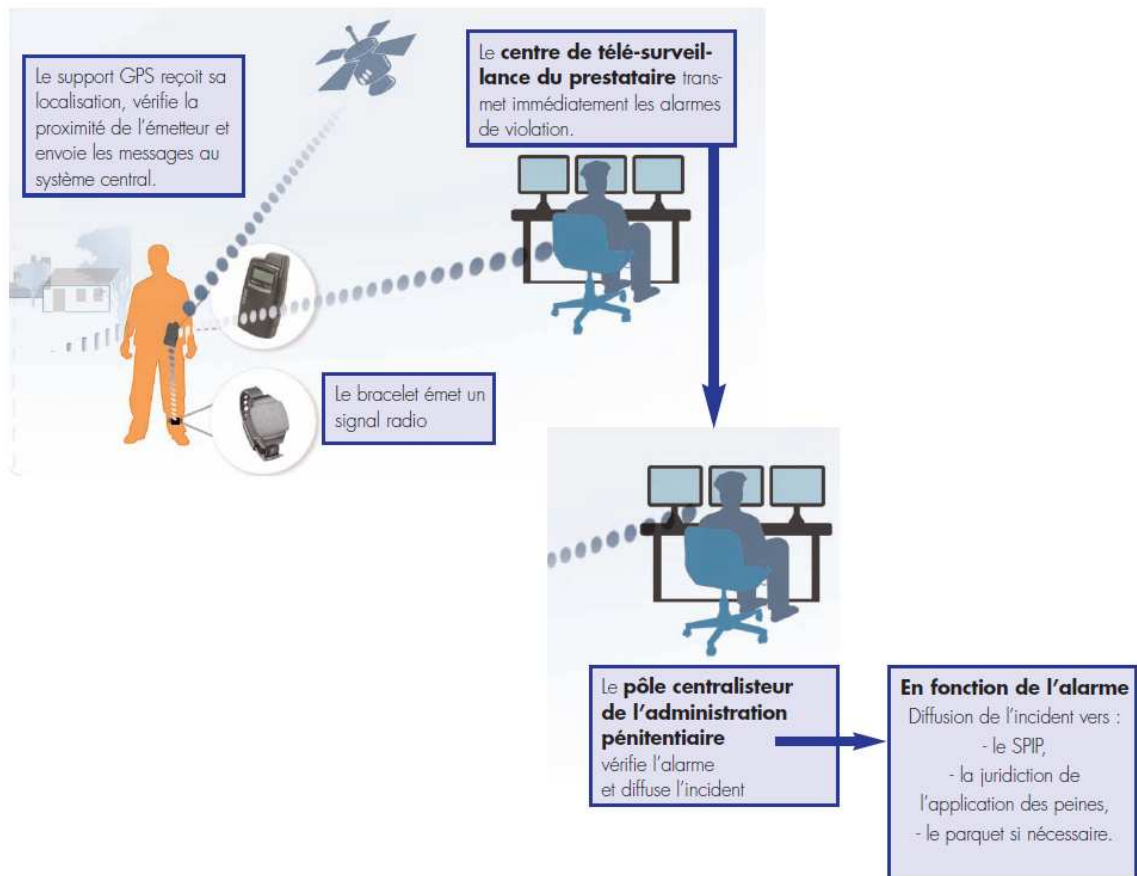 Le support GPS reçoit sa
localisation, vérifie la
proximité de l'émetteur et
envoie les messages au
système central.
Le centre de télé-surveil-
lance du prestataire trans-
met immédiatement les alarmes
de violation.
Le bracelet émet un
signal radio
Le pôle centralisteur
de l'administration
pénitentiaire
vérifie l'alarme
et diffuse l'incident
En fonction de l'alarme
Diffusion de l'incident vers :
- le SPIP,
- la juridiction de
l'application des peines,
- le parquet si nécessaire.